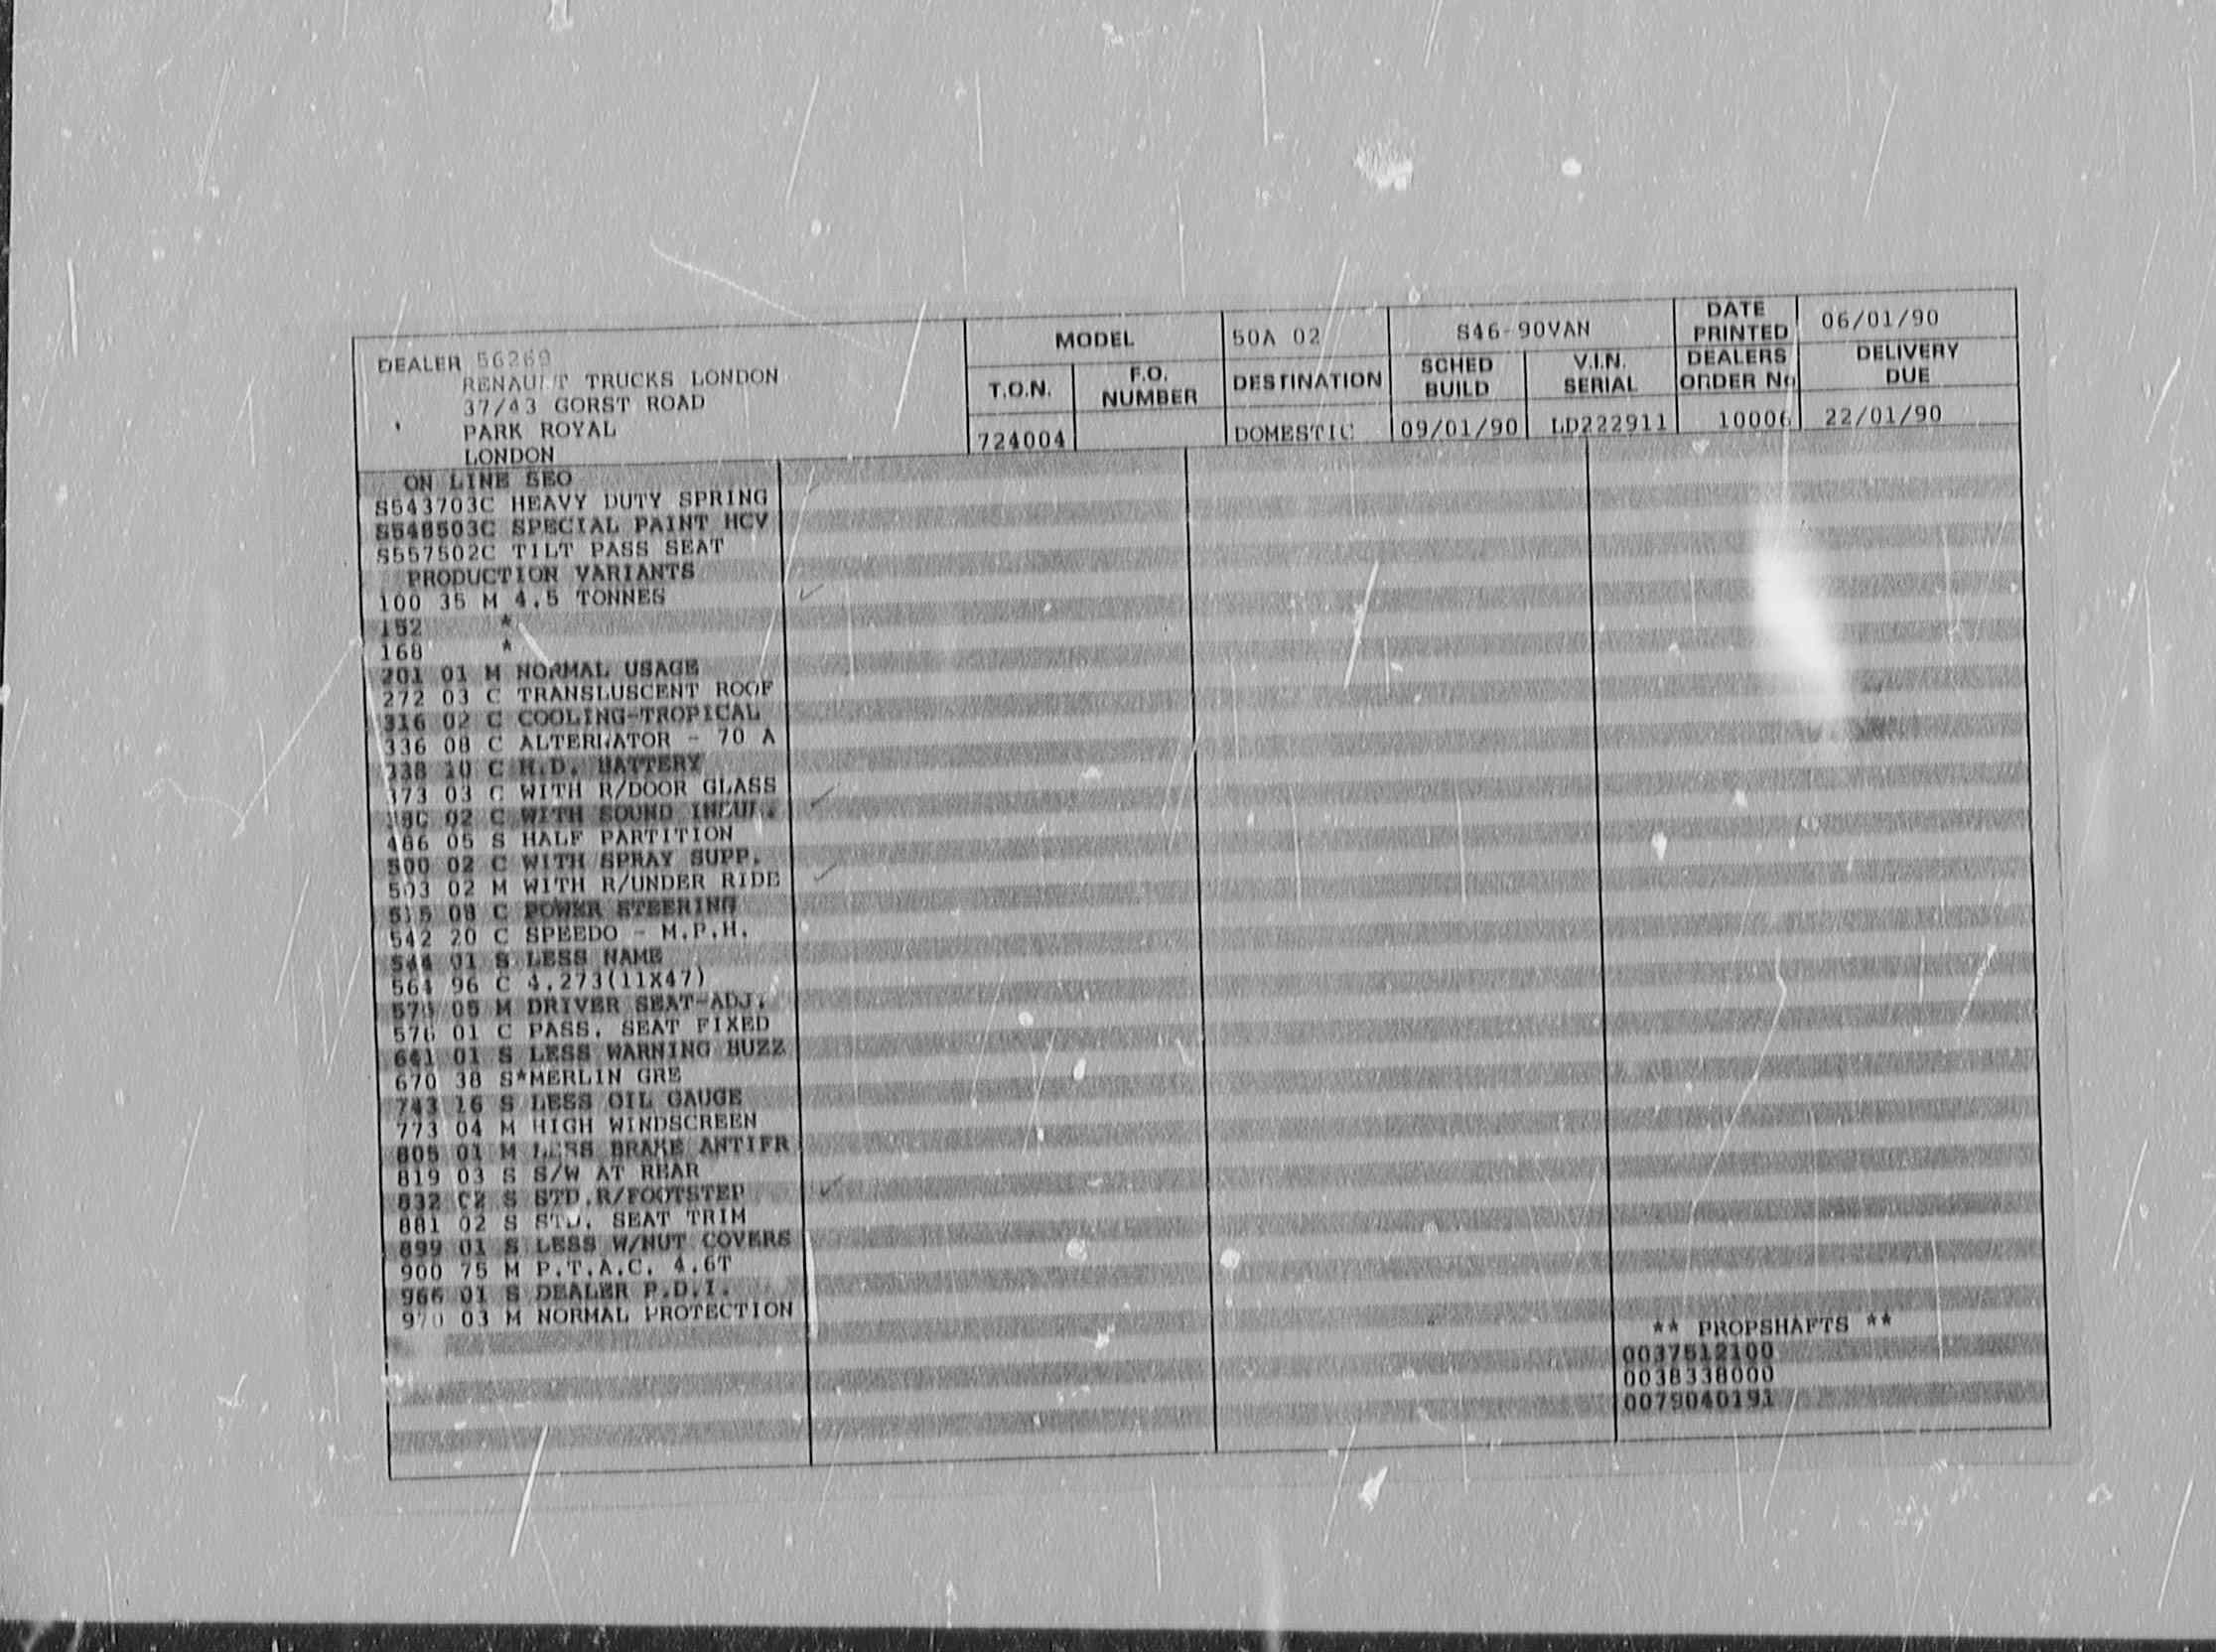 DEALER 56269
RENAULT TRUCKS LONDON
37/43 GORST ROAD
PARK ROYAL
LONDON
MODEL
50A 02
S46-90VAN
DATE PRINTED
06/01/90
T.O.N.
F.O. NUMBER
DESTINATION
SCHED BUILD
V.I.N. SERIAL
DEALERS ORDER No
DELIVERY DUE
724004
DOMESTIC
09/01/90
LD222911
10006
22/01/90
ON LINE SEO
S543703C HEAVY DUTY SPRING
S548503C SPECIAL PAINT HCV
S557502C TILT PASS SEAT
PRODUCTION VARIANTS
100 35 M 4.5 TONNES
152 *
168 *
201 01 M NORMAL USAGE
272 03 C TRANSLUSCENT ROOF
316 02 C COOLING-TROPICAL
336 08 C ALTERNATOR - 70 A
338 10 C H.D. BATTERY
373 03 C WITH R/DOOR GLASS
02 C WITH SOUND INSUL.
486 05 S HALF PARTITION
500 02 C WITH SPRAY SUPP.
503 02 M WITH R/UNDER RIDE
515 08 C POWER STEERING
542 20 C SPEEDO - M.P.H.
544 01 S LESS NAME
564 96 C 4.273(11X47)
575 05 M DRIVER SEAT-ADJ.
576 01 C PASS. SEAT FIXED
641 01 S LESS WARNING BUZZ
670 38 S*MERLIN GRE
743 16 S LESS OIL GAUGE
773 04 M HIGH WINDSCREEN
805 01 M LESS BRAKE ANTIFR
819 03 S S/W AT REAR
832 02 S STD.R/FOOTSTEP
881 02 S STD. SEAT TRIM
899 01 S LESS W/NUT COVERS
900 75 M P.T.A.C. 4.6T
966 01 S DEALER P.D.I.
970 03 M NORMAL PROTECTION
** PROPSHAFTS **
0037512100
0038338000
0079040191